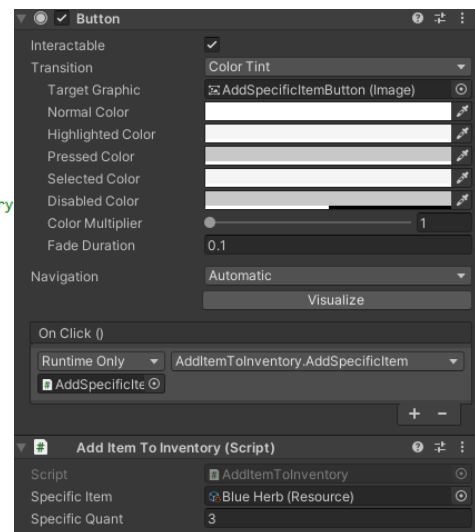 Button
Interactable
Transition Color Tint
Target Graphic AddSpecificItemButton (Image)
Normal Color
Highlighted Color
Pressed Color
Selected Color
ry
Disabled Color
Color Multiplier 1
Fade Duration 0.1
Navigation Automatic
Visualize
On Click ()
Runtime Only AddItemToInventory.AddSpecificItem
# AddSpecificIte
+ -
# Add Item To Inventory (Script)
Script # AddItemToInventory
Specific Item Blue Herb (Resource)
Specific Quant 3